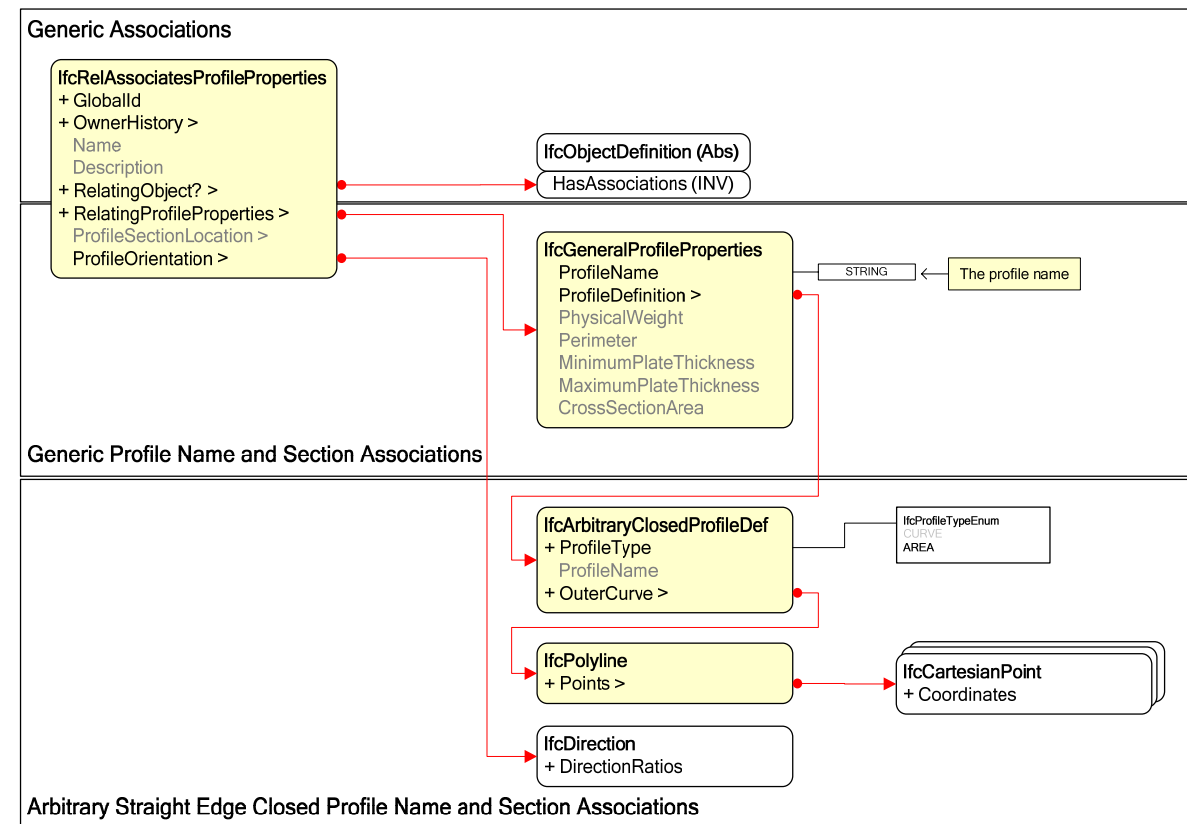 Generic Associations
IfcRelAssociatesProfileProperties
+ GlobalId
+ OwnerHistory >
Name
Description
+ RelatingObject? >
+ RelatingProfileProperties >
ProfileSectionLocation >
ProfileOrientation >
IfcObjectDefinition (Abs)
HasAssociations (INV)
IfcGeneralProfileProperties
ProfileName
ProfileDefinition >
PhysicalWeight
Perimeter
MinimumPlateThickness
MaximumPlateThickness
CrossSectionArea
STRING
The profile name
Generic Profile Name and Section Associations
IfcArbitraryClosedProfileDef
+ ProfileType
ProfileName
+ OuterCurve >
IfcProfileTypeEnum
CURVE
AREA
IfcPolyline
+ Points >
IfcCartesianPoint
+ Coordinates
IfcDirection
+ DirectionRatios
Arbitrary Straight Edge Closed Profile Name and Section Associations